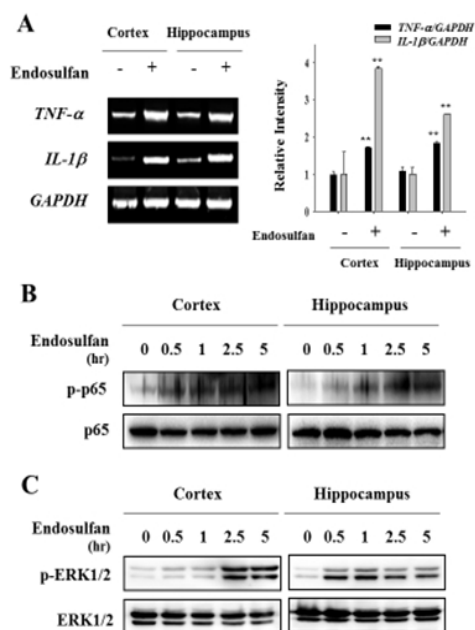 A
Cortex Hippocampus
Endosulfan - + - +
TNF-α
IL-1β
GAPDH
TNF-α/GAPDH
IL-1β/GAPDH
Relative Intensity
4
3
2
1
0
** ** ** **
Endosulfan - + - +
Cortex Hippocampus
B
Cortex Hippocampus
Endosulfan
(hr)
0 0.5 1 2.5 5 0 0.5 1 2.5 5
p-p65
p65
C
Cortex Hippocampus
Endosulfan
(hr)
0 0.5 1 2.5 5 0 0.5 1 2.5 5
p-ERK1/2
ERK1/2